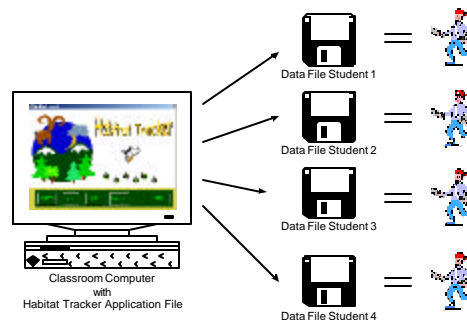 Data File Student 1
Habitat Tracker
Data File Student 2
Data File Student 3
Classroom Computer
with
Habitat Tracker Application File
Data File Student 4